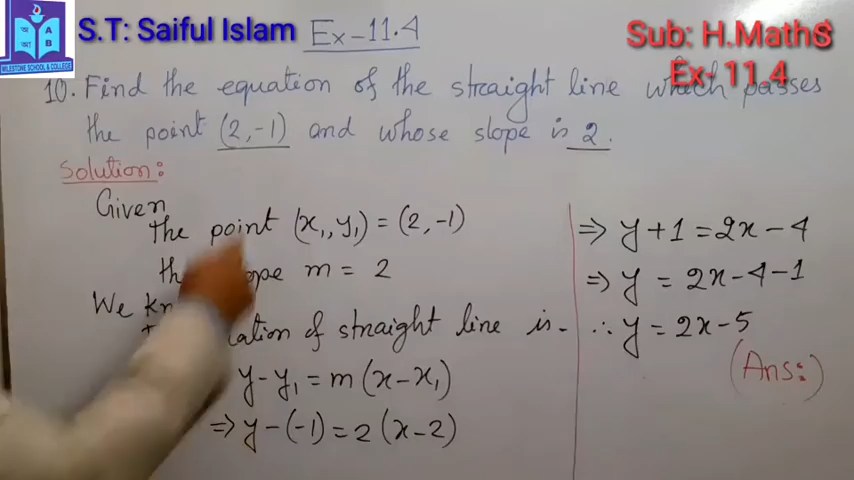 S.T: Saiful Islam
Ex-11.4
Sub: H.Maths
Ex- 11.4
MILESTONE SCHOOL & COLLEGE
10. Find the equation of the straight line which passes
the point (2,-1) and whose slope is 2.
Solution:
Given
the point (x₁, y₁) = (2, -1)
m = 2
We
of straight line is-
y-y₁ = m(x-x₁)
⇒ y-(-1) = 2(x-2)
⇒ y+1 = 2x-4
⇒ y = 2x-4-1
∴ y = 2x-5
(Ans:)